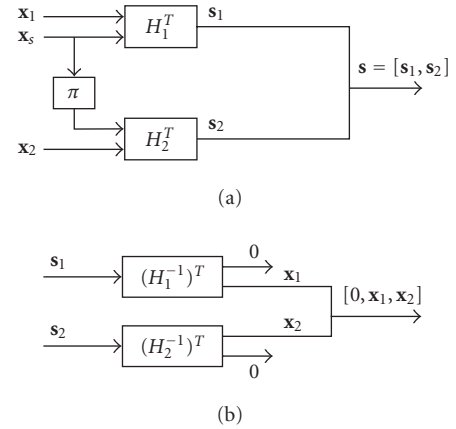 x₁
xₛ
H₁ᵀ
s₁
π
s = [s₁, s₂]
x₂
H₂ᵀ
s₂
(a)
s₁
(H₁⁻¹)ᵀ
0
x₁
[0, x₁, x₂]
s₂
(H₂⁻¹)ᵀ
x₂
0
(b)